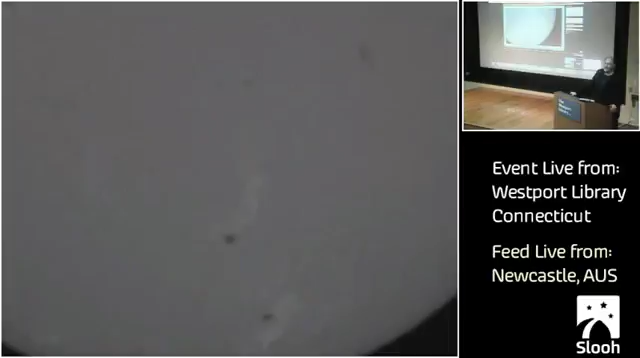 Event Live from:
Westport Library
Connecticut
Feed Live from:
Newcastle, AUS
Slooh